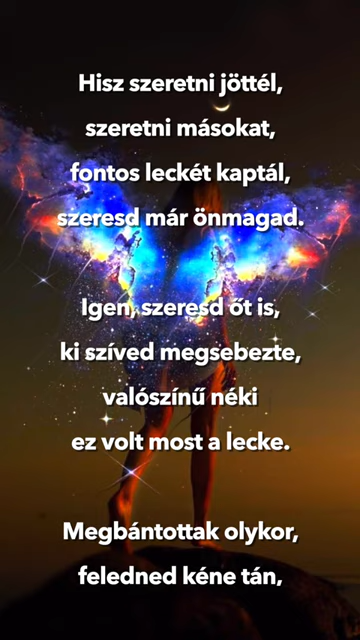 Hisz szeretni jöttél,
szeretni másokat,
fontos leckét kaptál,
szeresd már önmagad.
Igen, szeresd őt is,
ki szíved megsebezte,
valószínű néki
ez volt most a lecke.
Megbántottak olykor,
feledned kéne tán,